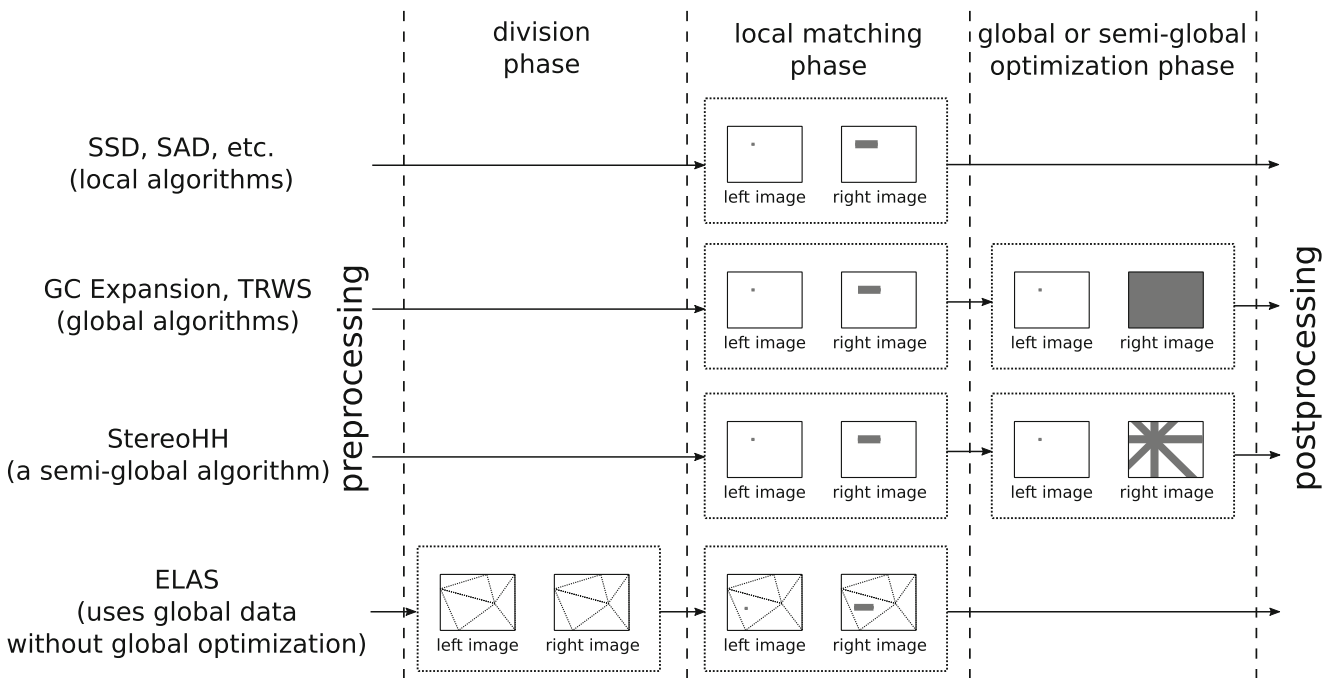 division
phase
local matching
phase
global or semi-global
optimization phase
SSD, SAD, etc.
(local algorithms)
left image
right image
GC Expansion, TRWS
(global algorithms)
left image
right image
left image
right image
StereoHH
(a semi-global algorithm)
left image
right image
left image
right image
ELAS
(uses global data
without global optimization)
left image
right image
left image
right image
preprocessing
postprocessing